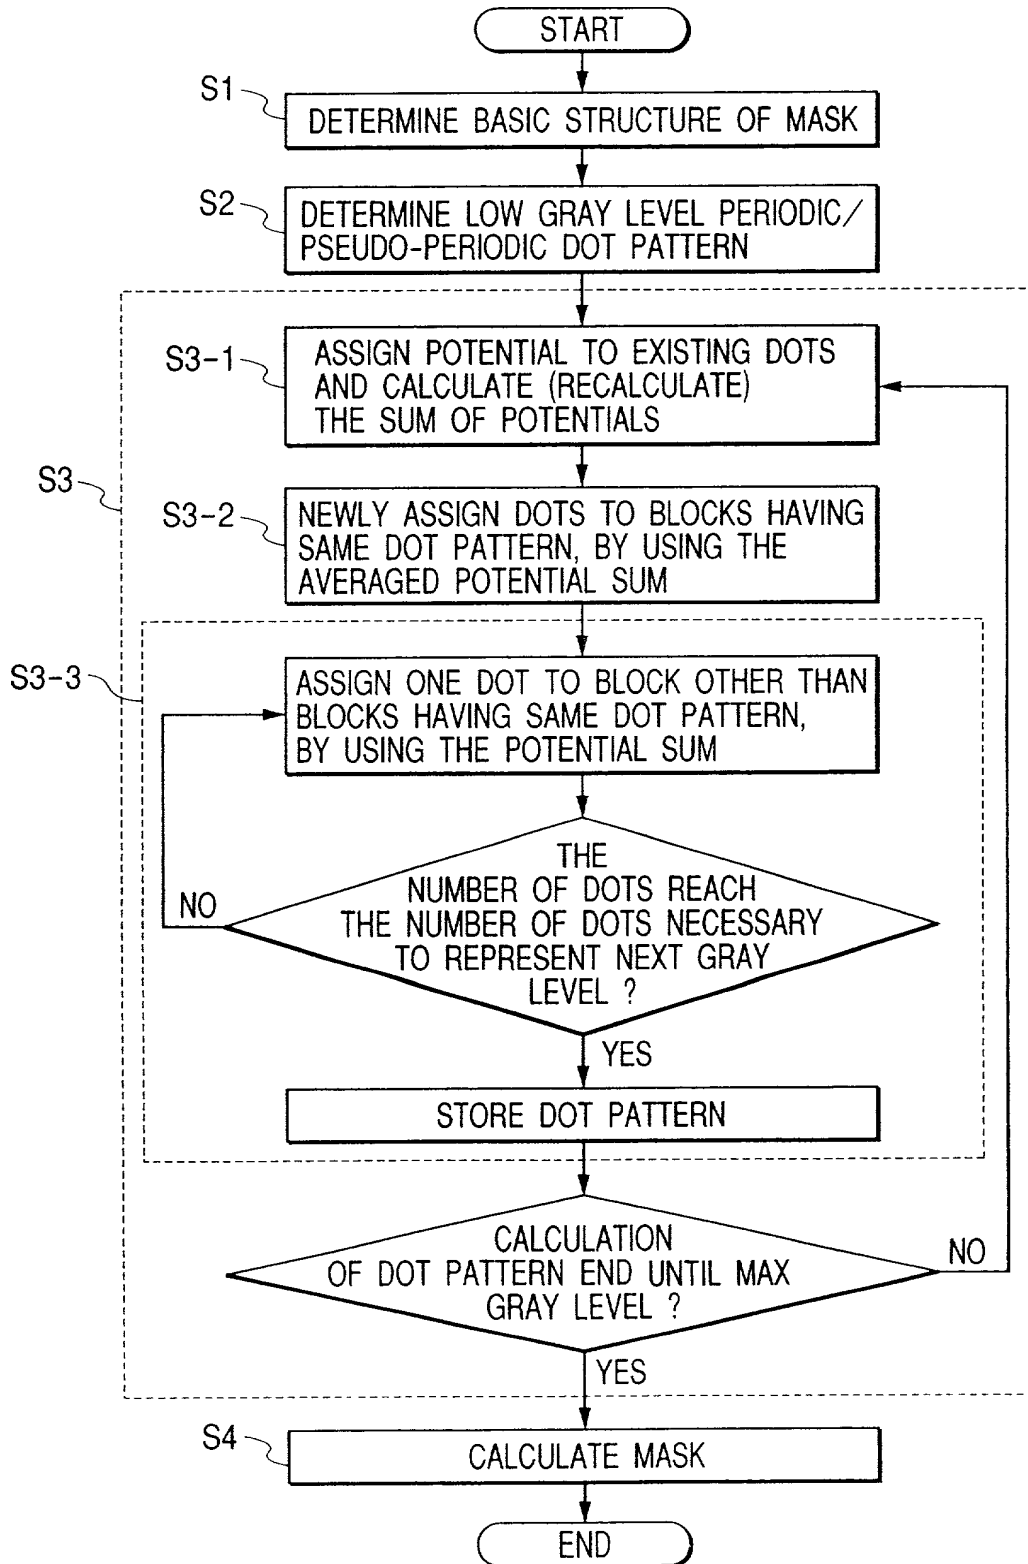 START
S1
DETERMINE BASIC STRUCTURE OF MASK
S2
DETERMINE LOW GRAY LEVEL PERIODIC/
PSEUDO-PERIODIC DOT PATTERN
S3
S3-1
ASSIGN POTENTIAL TO EXISTING DOTS
AND CALCULATE (RECALCULATE)
THE SUM OF POTENTIALS
S3-2
NEWLY ASSIGN DOTS TO BLOCKS HAVING
SAME DOT PATTERN, BY USING THE
AVERAGED POTENTIAL SUM
S3-3
ASSIGN ONE DOT TO BLOCK OTHER THAN
BLOCKS HAVING SAME DOT PATTERN,
BY USING THE POTENTIAL SUM
THE
NUMBER OF DOTS REACH
THE NUMBER OF DOTS NECESSARY
TO REPRESENT NEXT GRAY
LEVEL ?
NO
YES
STORE DOT PATTERN
CALCULATION
OF DOT PATTERN END UNTIL MAX
GRAY LEVEL ?
NO
YES
S4
CALCULATE MASK
END